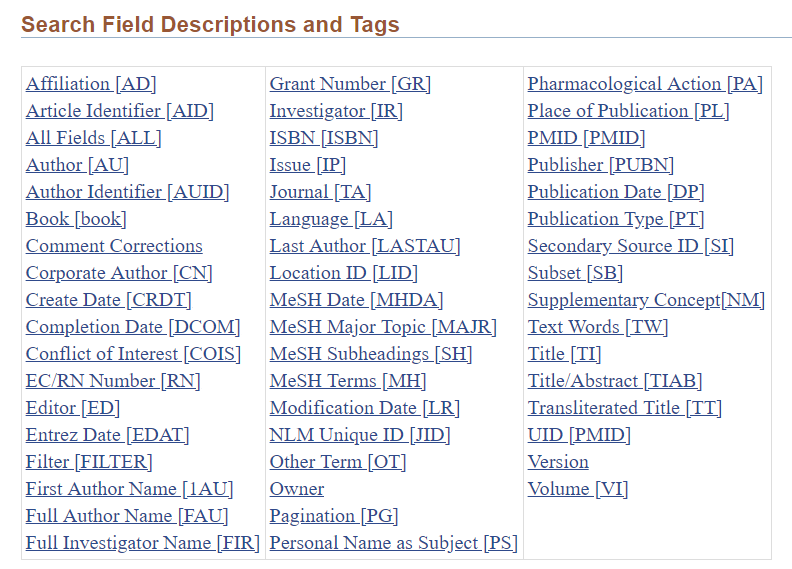 Search Field Descriptions and Tags
Affiliation [AD]
Article Identifier [AID]
All Fields [ALL]
Author [AU]
Author Identifier [AUID]
Book [book]
Comment Corrections
Corporate Author [CN]
Create Date [CRDT]
Completion Date [DCOM]
Conflict of Interest [COIS]
EC/RN Number [RN]
Editor [ED]
Entrez Date [EDAT]
Filter [FILTER]
First Author Name [1AU]
Full Author Name [FAU]
Full Investigator Name [FIR]
Grant Number [GR]
Investigator [IR]
ISBN [ISBN]
Issue [IP]
Journal [TA]
Language [LA]
Last Author [LASTAU]
Location ID [LID]
MeSH Date [MHDA]
MeSH Major Topic [MAJR]
MeSH Subheadings [SH]
MeSH Terms [MH]
Modification Date [LR]
NLM Unique ID [JID]
Other Term [OT]
Owner
Pagination [PG]
Personal Name as Subject [PS]
Pharmacological Action [PA]
Place of Publication [PL]
PMID [PMID]
Publisher [PUBN]
Publication Date [DP]
Publication Type [PT]
Secondary Source ID [SI]
Subset [SB]
Supplementary Concept[NM]
Text Words [TW]
Title [TI]
Title/Abstract [TIAB]
Transliterated Title [TT]
UID [PMID]
Version
Volume [VI]